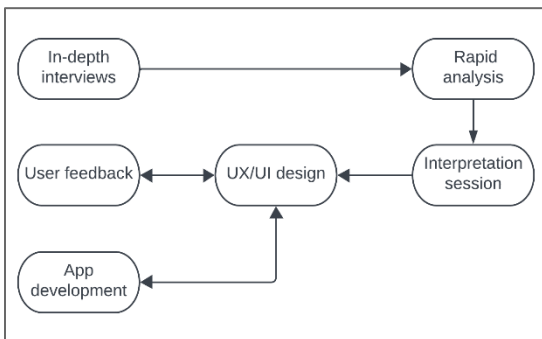 In-depth
interviews
Rapid
analysis
User feedback
UX/UI design
Interpretation
session
App
development